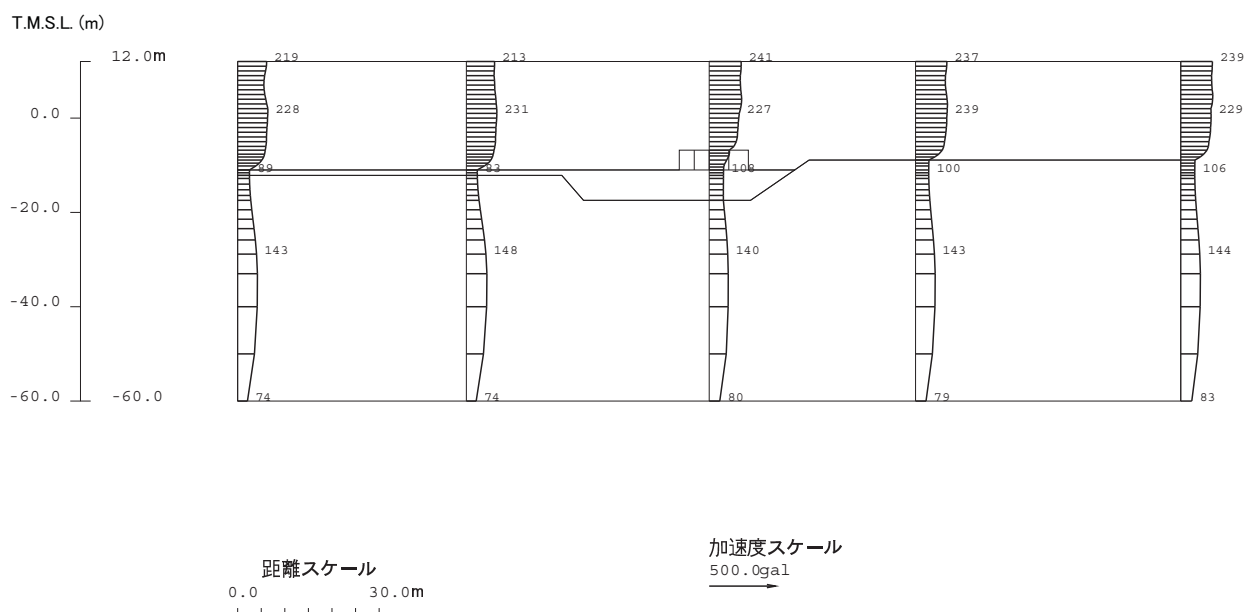 T.M.S.L. (m)
12.0m 219 213 241 237 239
0.0 228 231 227 239 229
89 83 108 100 106
-20.0
143 148 140 143 144
-40.0
-60.0 -60.0 74 74 80 79 83
加速度スケール
500.0gal
距離スケール
0.0 30.0m